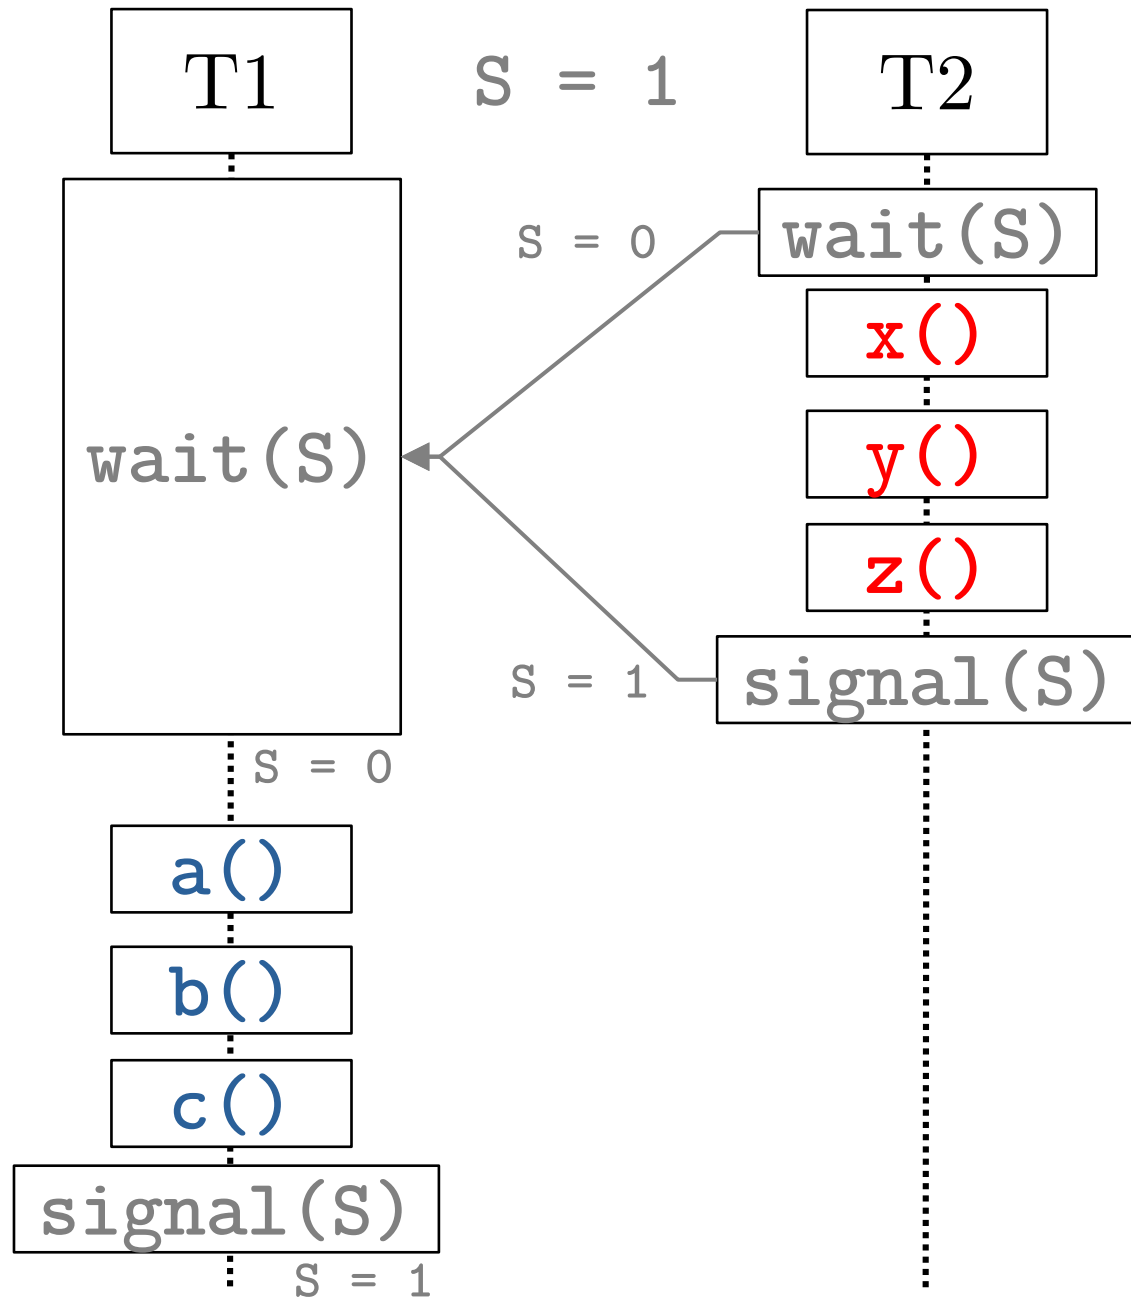 T1
S = 1
T2
wait(S)
S = 0
x()
y()
wait(S)
z()
S = 1
signal(S)
S = 0
a()
b()
c()
signal(S)
S = 1